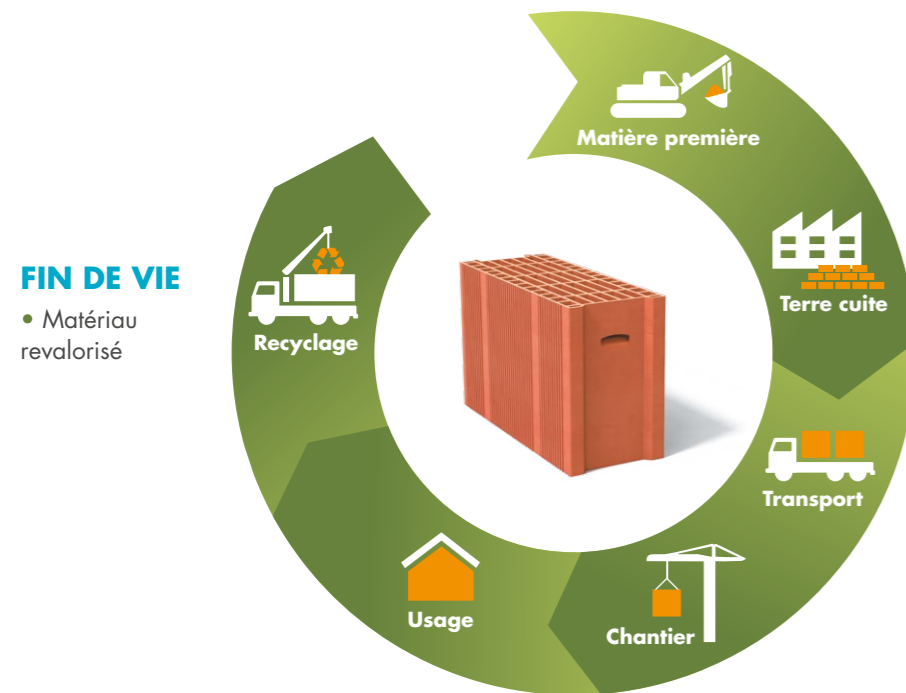 Matière première
Terre cuite
Transport
Chantier
Usage
Recyclage
FIN DE VIE
• Matériau
revalorisé